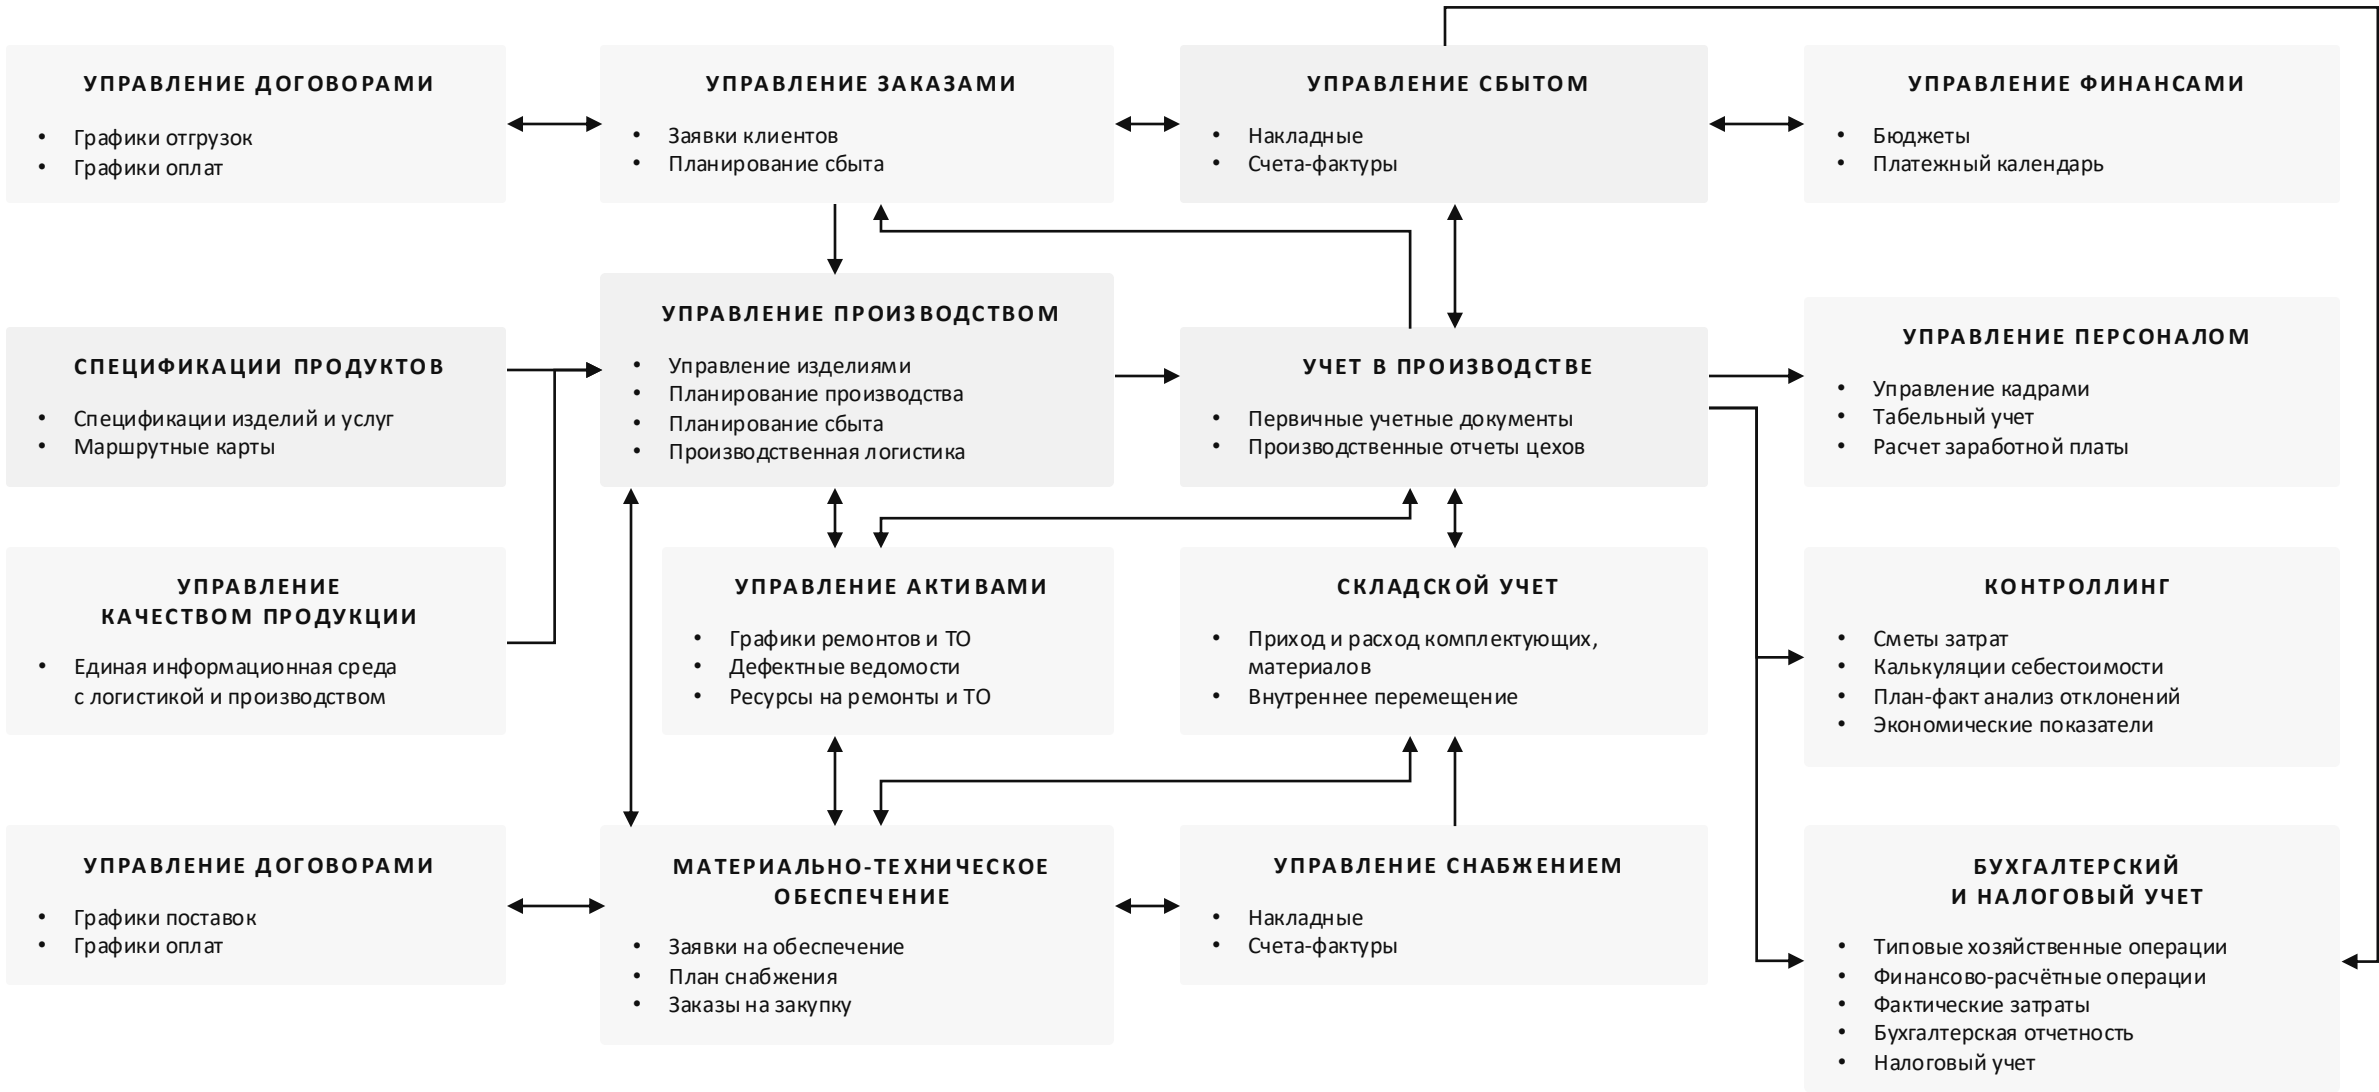 УПРАВЛЕНИЕ ДОГОВОРАМИ
• Графики отгрузок
• Графики оплат
УПРАВЛЕНИЕ ЗАКАЗАМИ
• Заявки клиентов
• Планирование сбыта
УПРАВЛЕНИЕ СБЫТОМ
• Накладные
• Счета-фактуры
УПРАВЛЕНИЕ ФИНАНСАМИ
• Бюджеты
• Платежный календарь
СПЕЦИФИКАЦИИ ПРОДУКТОВ
• Спецификации изделий и услуг
• Маршрутные карты
УПРАВЛЕНИЕ ПРОИЗВОДСТВОМ
• Управление изделиями
• Планирование производства
• Планирование сбыта
• Производственная логистика
УЧЕТ В ПРОИЗВОДСТВЕ
• Первичные учетные документы
• Производственные отчеты цехов
УПРАВЛЕНИЕ ПЕРСОНАЛОМ
• Управление кадрами
• Табельный учет
• Расчет заработной платы
УПРАВЛЕНИЕ
КАЧЕСТВОМ ПРОДУКЦИИ
• Единая информационная среда
с логистикой и производством
УПРАВЛЕНИЕ АКТИВАМИ
• Графики ремонтов и ТО
• Дефектные ведомости
• Ресурсы на ремонты и ТО
СКЛАДСКОЙ УЧЕТ
• Приход и расход комплектующих,
материалов
• Внутреннее перемещение
КОНТРОЛЛИНГ
• Сметы затрат
• Калькуляции себестоимости
• План-факт анализ отклонений
• Экономические показатели
УПРАВЛЕНИЕ ДОГОВОРАМИ
• Графики поставок
• Графики оплат
МАТЕРИАЛЬНО-ТЕХНИЧЕСКОЕ
ОБЕСПЕЧЕНИЕ
• Заявки на обеспечение
• План снабжения
• Заказы на закупку
УПРАВЛЕНИЕ СНАБЖЕНИЕМ
• Накладные
• Счета-фактуры
БУХГАЛТЕРСКИЙ
И НАЛОГОВЫЙ УЧЕТ
• Типовые хозяйственные операции
• Финансово-расчётные операции
• Фактические затраты
• Бухгалтерская отчетность
• Налоговый учет